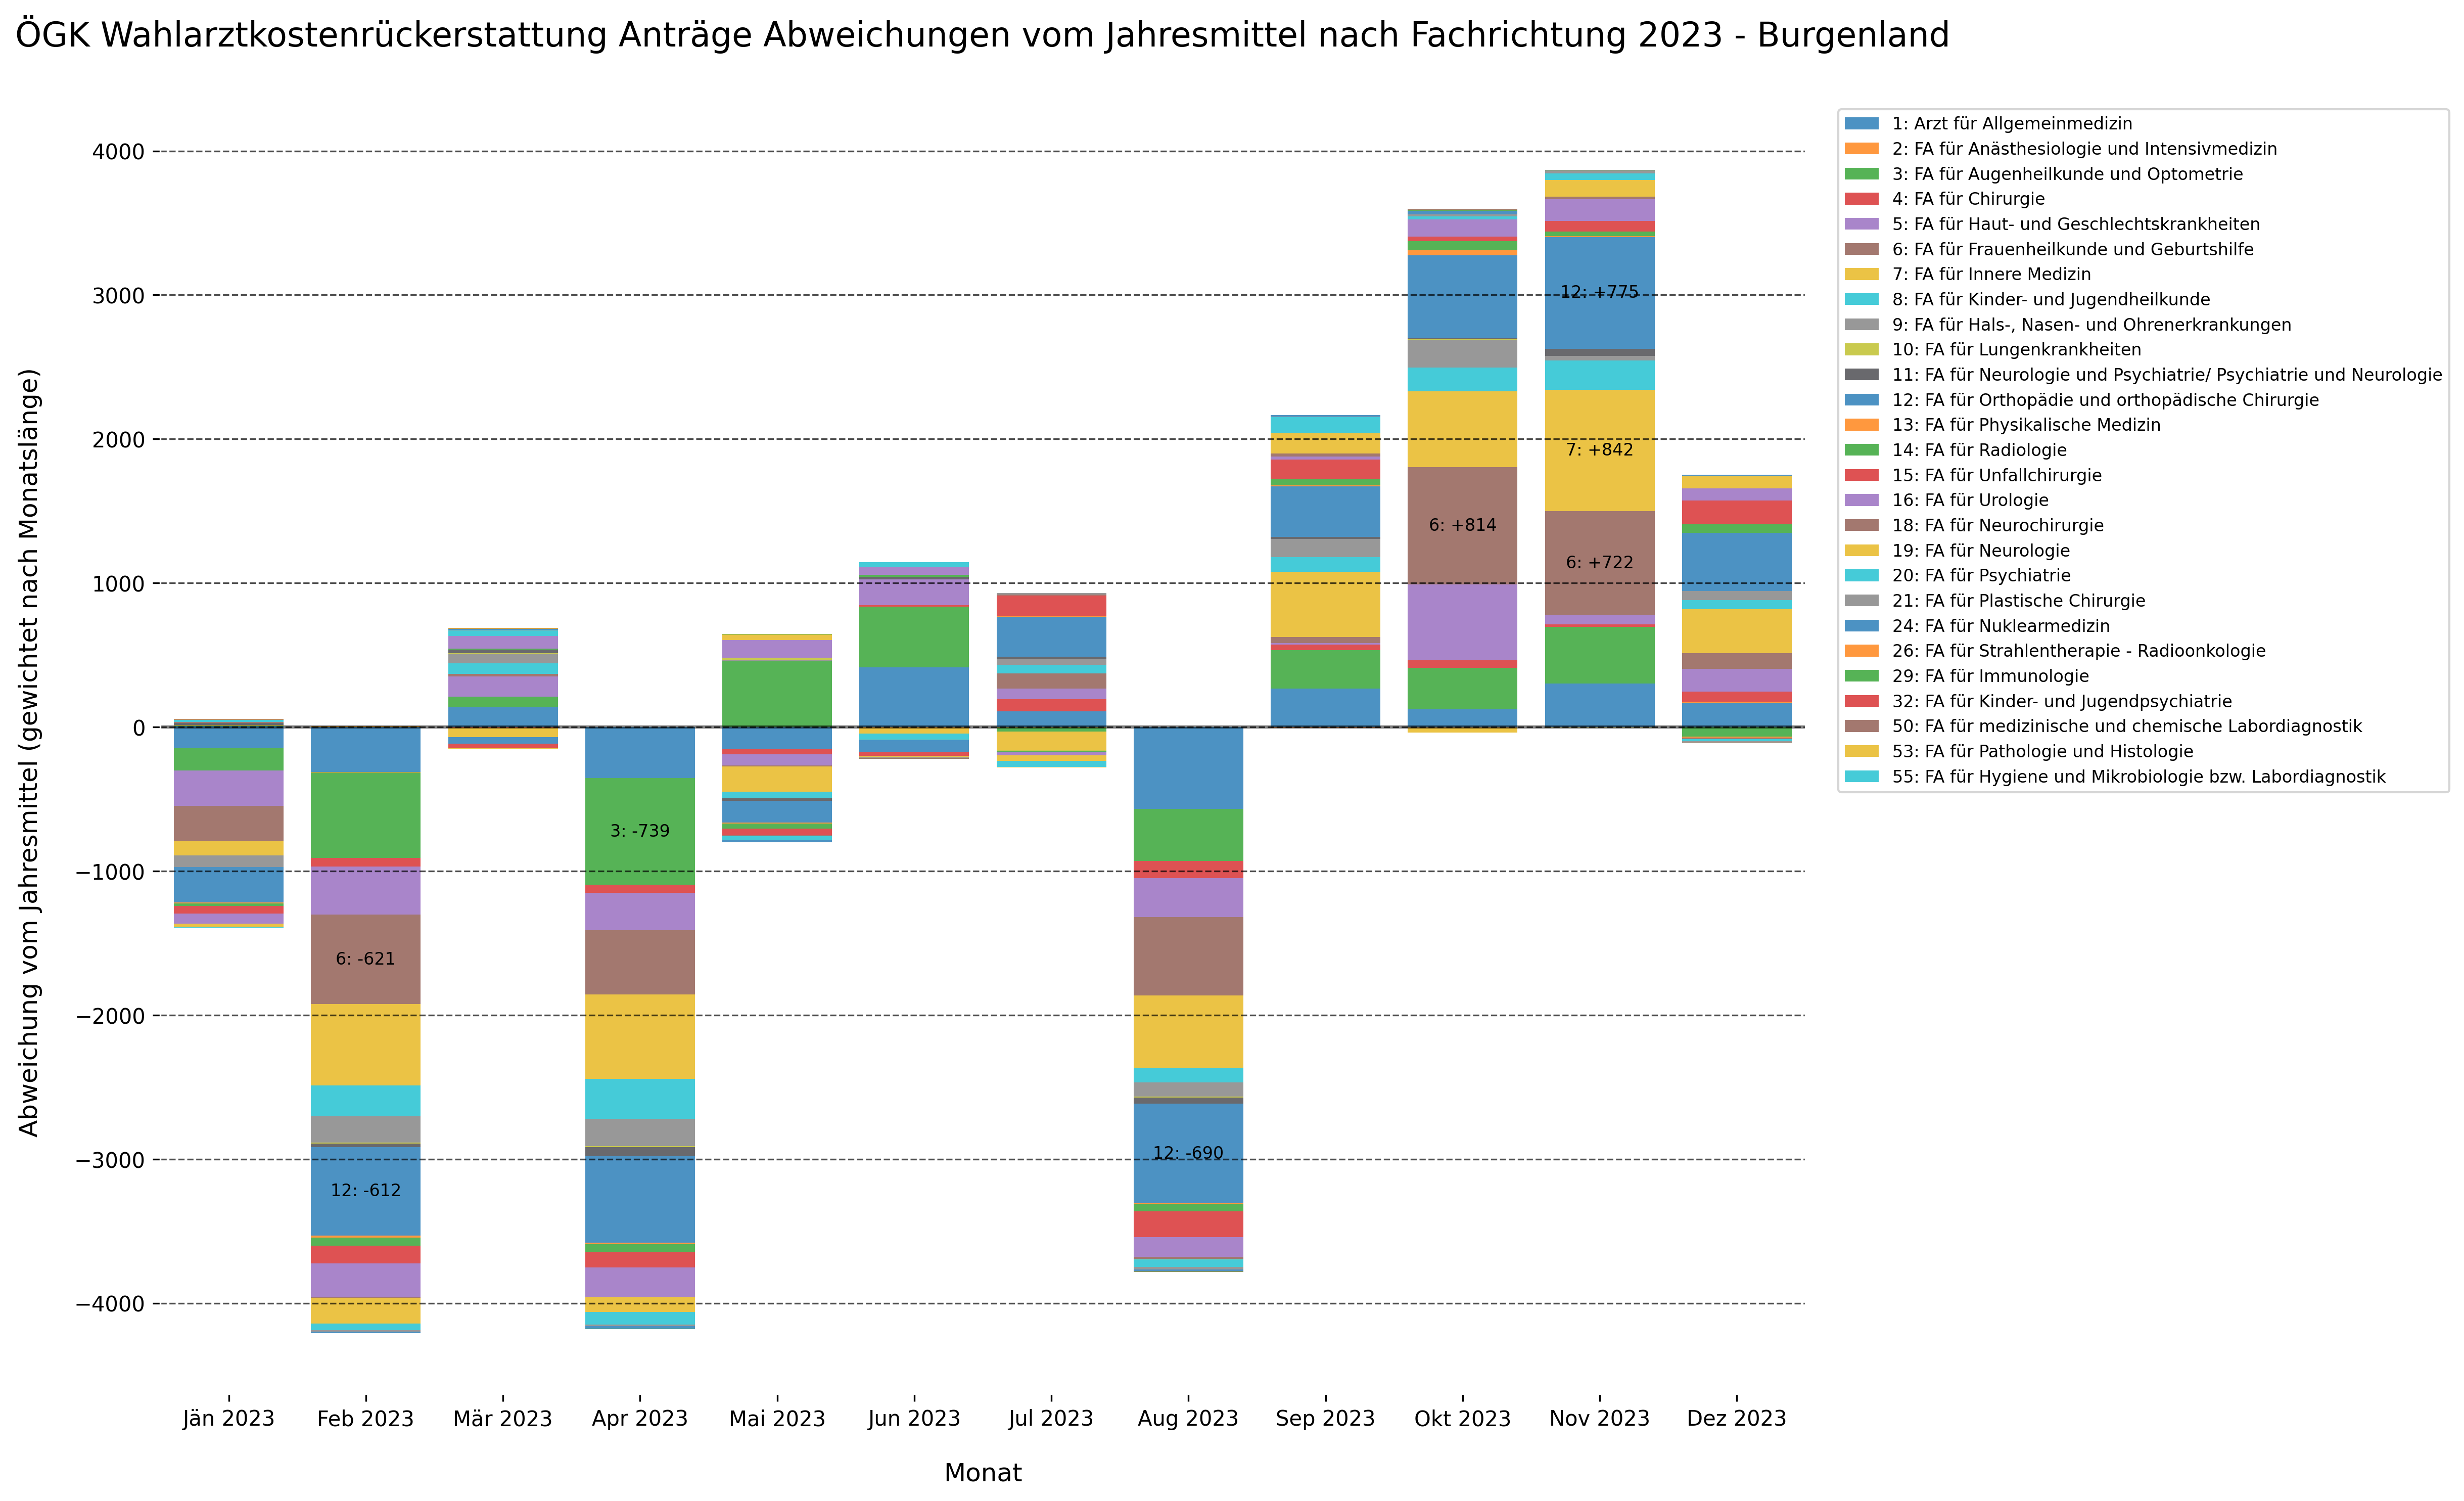 ÖGK Wahlarztkostenrückerstattung Anträge Abweichungen vom Jahresmittel nach Fachrichtung 2023 - Burgenland
Abweichung vom Jahresmittel (gewichtet nach Monatslänge)
4000
3000
2000
1000
0
−1000
−2000
−3000
−4000
6: -621
12: -612
3: -739
12: -690
6: +814
12: +775
7: +842
6: +722
Jän 2023
Feb 2023
Mär 2023
Apr 2023
Mai 2023
Jun 2023
Jul 2023
Aug 2023
Sep 2023
Okt 2023
Nov 2023
Dez 2023
Monat
1: Arzt für Allgemeinmedizin
2: FA für Anästhesiologie und Intensivmedizin
3: FA für Augenheilkunde und Optometrie
4: FA für Chirurgie
5: FA für Haut- und Geschlechtskrankheiten
6: FA für Frauenheilkunde und Geburtshilfe
7: FA für Innere Medizin
8: FA für Kinder- und Jugendheilkunde
9: FA für Hals-, Nasen- und Ohrenerkrankungen
10: FA für Lungenkrankheiten
11: FA für Neurologie und Psychiatrie/ Psychiatrie und Neurologie
12: FA für Orthopädie und orthopädische Chirurgie
13: FA für Physikalische Medizin
14: FA für Radiologie
15: FA für Unfallchirurgie
16: FA für Urologie
18: FA für Neurochirurgie
19: FA für Neurologie
20: FA für Psychiatrie
21: FA für Plastische Chirurgie
24: FA für Nuklearmedizin
26: FA für Strahlentherapie - Radioonkologie
29: FA für Immunologie
32: FA für Kinder- und Jugendpsychiatrie
50: FA für medizinische und chemische Labordiagnostik
53: FA für Pathologie und Histologie
55: FA für Hygiene und Mikrobiologie bzw. Labordiagnostik